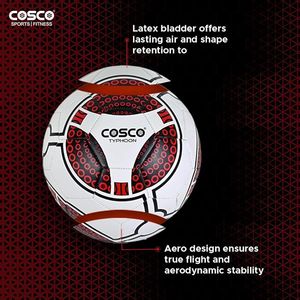 COSCO
SPORTS | FITNESS
Latex bladder offers
lasting air and shape
retention to
COSCO
TYPHOON
Aero design ensures
true flight and
aerodynamic stability